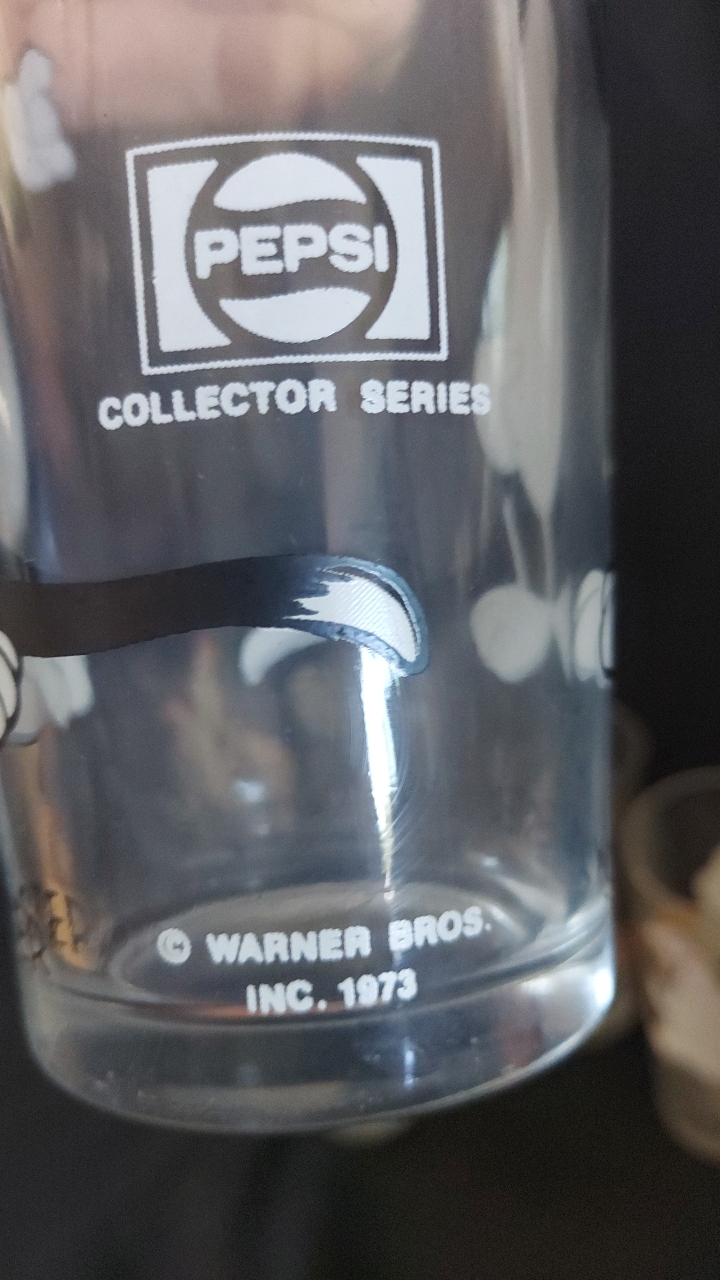 PEPSI
COLLECTOR SERIES
© WARNER BROS.
INC. 1973